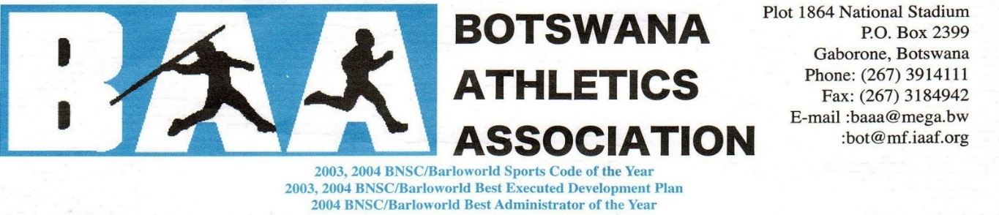 BAA
BOTSWANA
ATHLETICS
ASSOCIATION
Plot 1864 National Stadium
P.O. Box 2399
Gaborone, Botswana
Phone: (267) 3914111
Fax: (267) 3184942
E-mail :baaa@mega.bw
:bot@mf.iaaf.org
2003, 2004 BNSC/Barloworld Sports Code of the Year
2003, 2004 BNSC/Barloworld Best Executed Development Plan
2004 BNSC/Barloworld Best Administrator of the Year